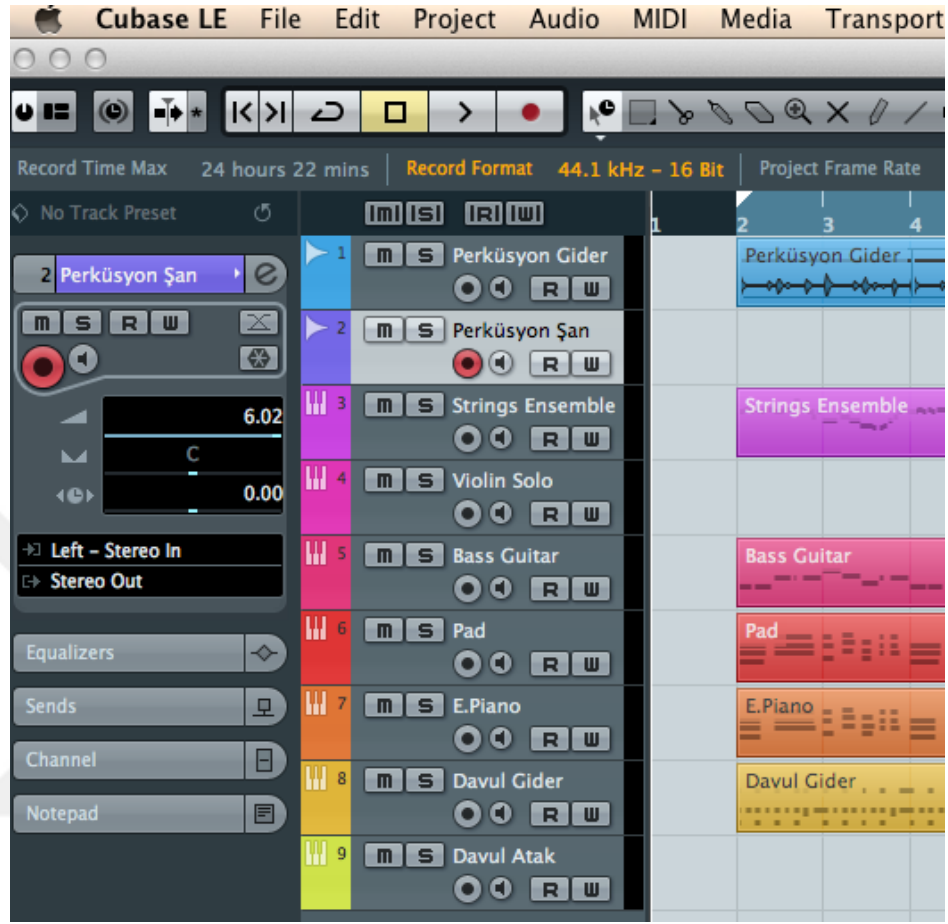 Cubase LE File Edit Project Audio MIDI Media Transport
Record Time Max 24 hours 22 mins Record Format 44.1 kHz – 16 Bit Project Frame Rate
No Track Preset
m S R W
1 2 3 4
2 Perküsyon Şan e
m S R W
6.02
C
0.00
Left – Stereo In
Stereo Out
Equalizers
Sends
Channel
Notepad
1 m S Perküsyon Gider
R W
2 m S Perküsyon Şan
R W
3 m S Strings Ensemble
R W
4 m S Violin Solo
R W
5 m S Bass Guitar
R W
6 m S Pad
R W
7 m S E.Piano
R W
8 m S Davul Gider
R W
9 m S Davul Atak
R W
Perküsyon Gider
Strings Ensemble
Bass Guitar
Pad
E.Piano
Davul Gider